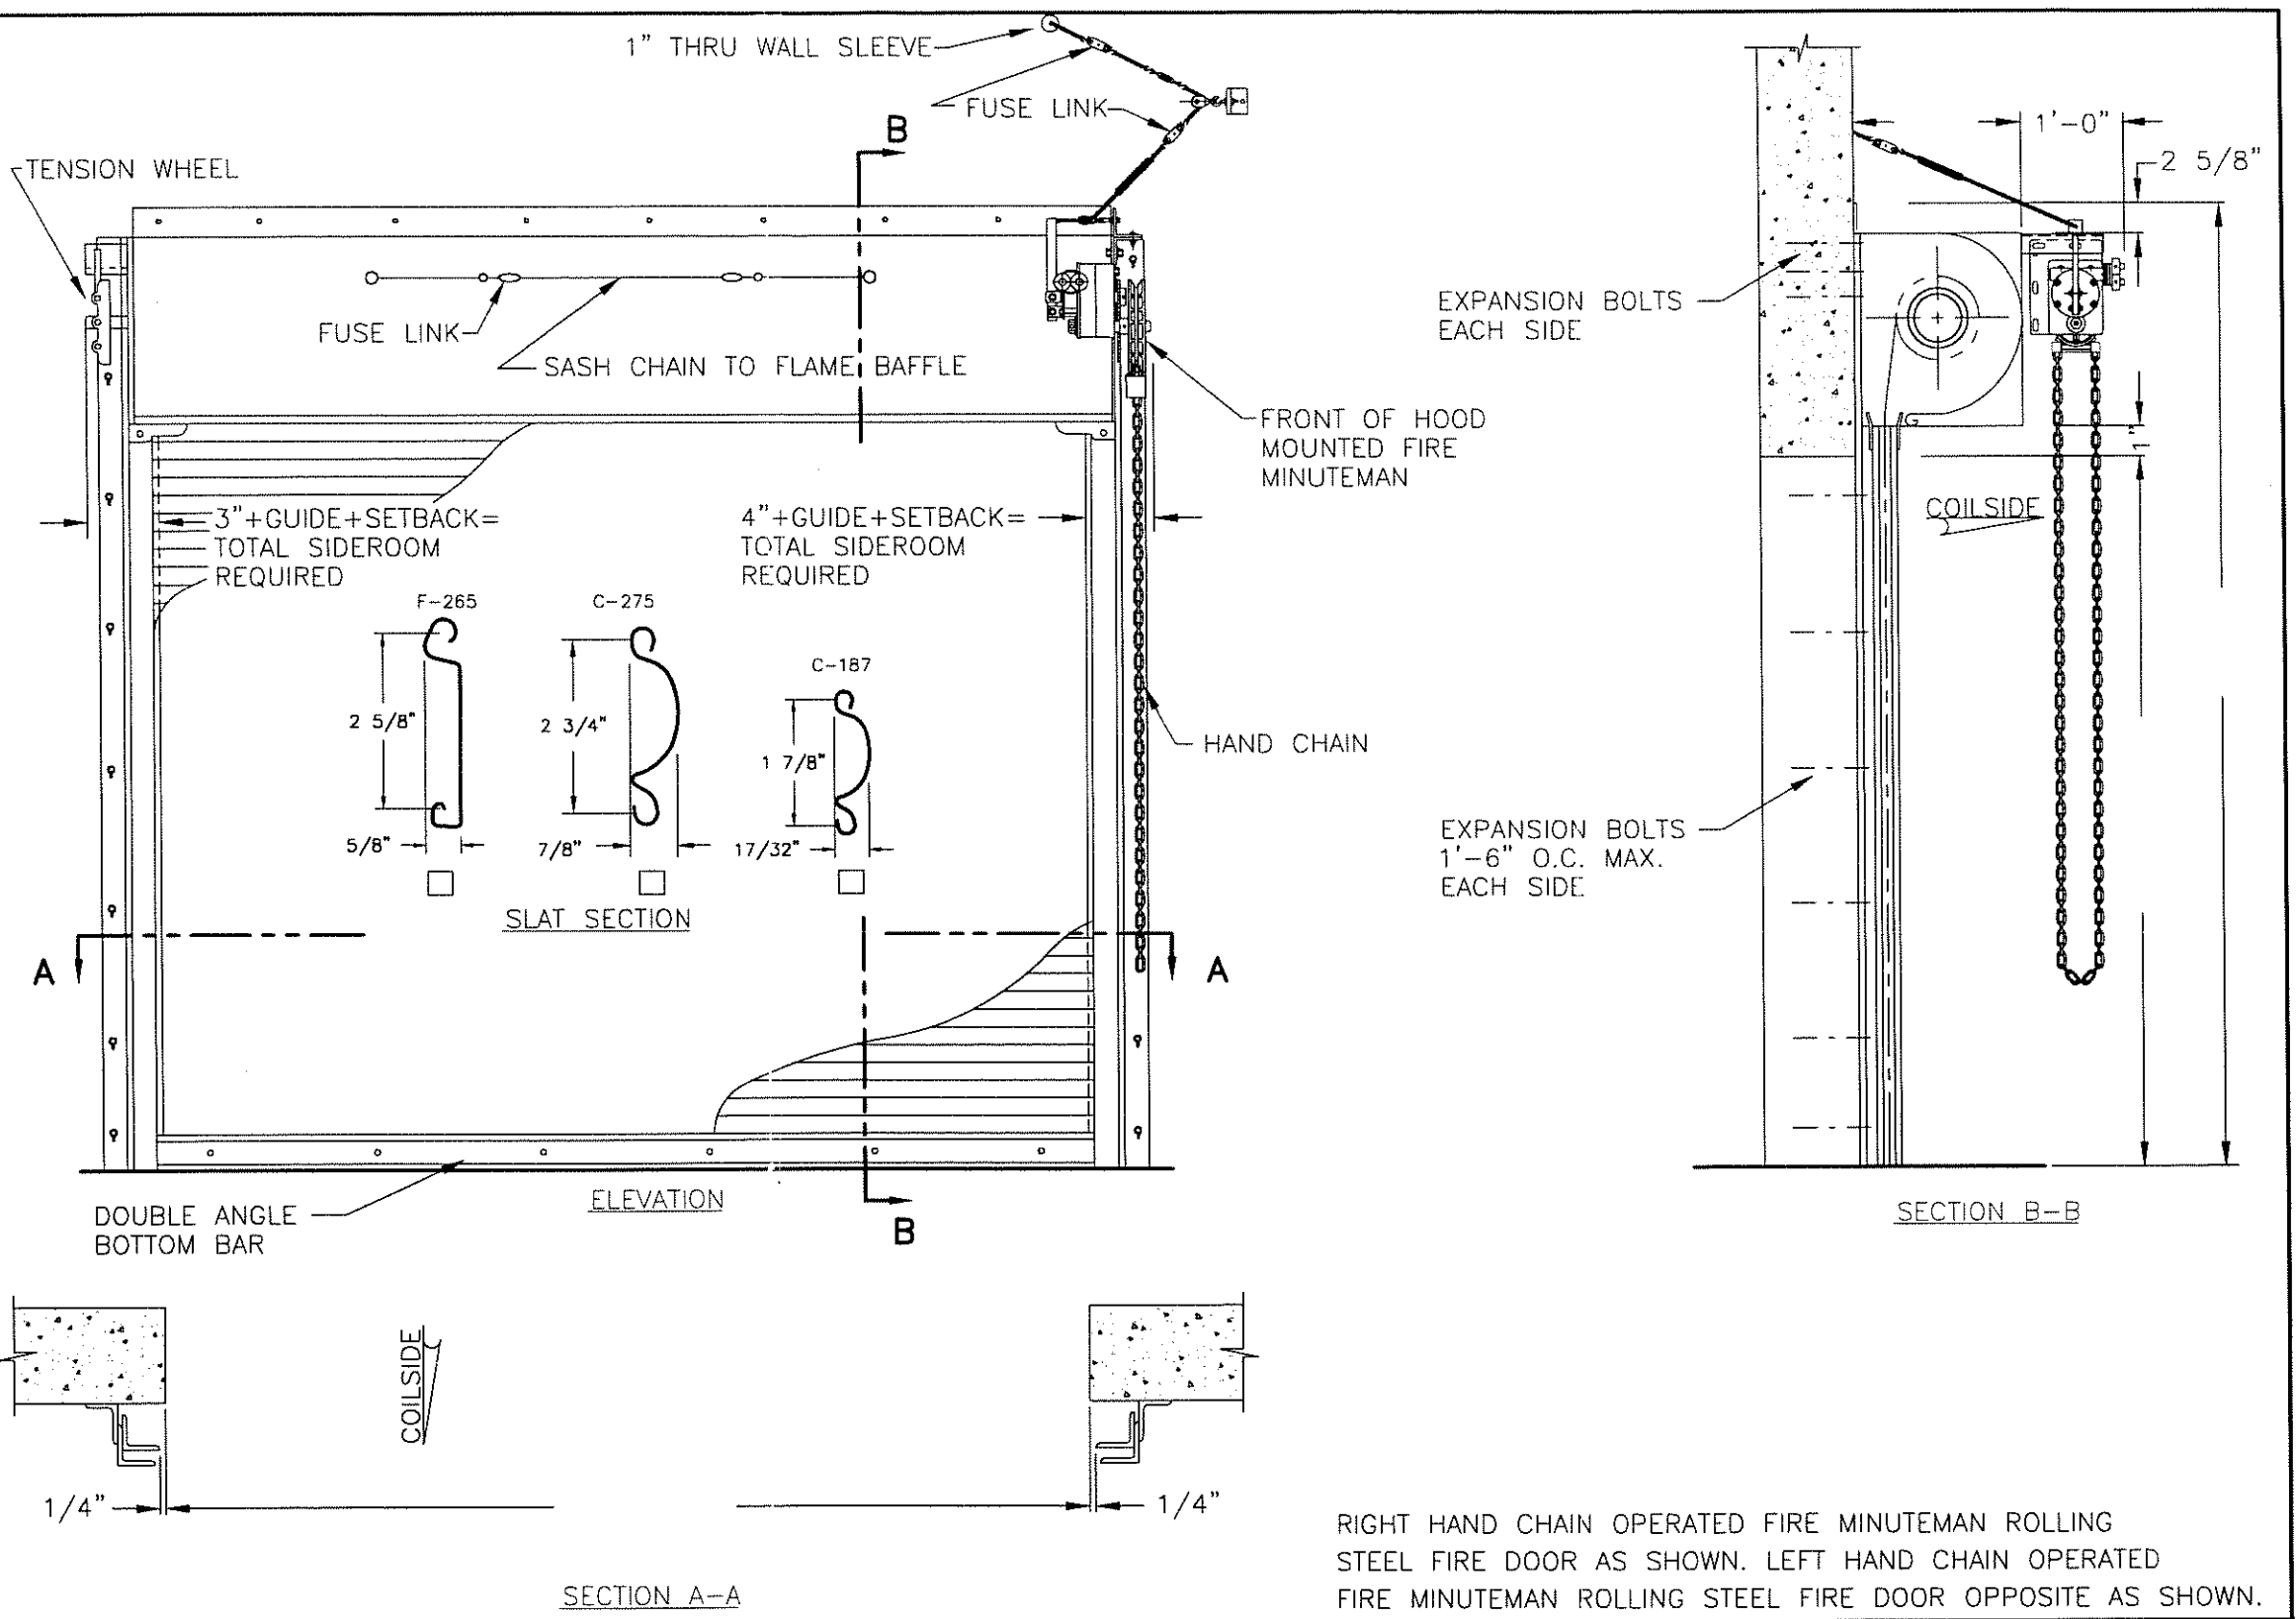 1" THRU WALL SLEEVE
FUSE LINK
B
TENSION WHEEL
FUSE LINK
SASH CHAIN TO FLAME BAFFLE
FRONT OF HOOD
MOUNTED FIRE
MINUTEMAN
3"+GUIDE+SETBACK=
TOTAL SIDEROOM
REQUIRED
4"+GUIDE+SETBACK=
TOTAL SIDEROOM
REQUIRED
F-265
2 5/8"
5/8"
C-275
2 3/4"
7/8"
C-187
1 7/8"
17/32"
SLAT SECTION
HAND CHAIN
A
A
DOUBLE ANGLE
BOTTOM BAR
ELEVATION
B
1'-0"
2 5/8"
EXPANSION BOLTS
EACH SIDE
1"
COILSIDE
EXPANSION BOLTS
1'-6" O.C. MAX.
EACH SIDE
SECTION B-B
COILSIDE
1/4"
1/4"
SECTION A-A
RIGHT HAND CHAIN OPERATED FIRE MINUTEMAN ROLLING
STEEL FIRE DOOR AS SHOWN. LEFT HAND CHAIN OPERATED
FIRE MINUTEMAN ROLLING STEEL FIRE DOOR OPPOSITE AS SHOWN.